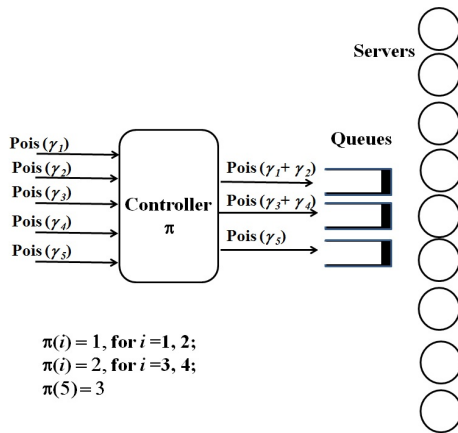 Servers
Queues
Pois (γ₁)
Pois (γ₂)
Pois (γ₃)
Pois (γ₄)
Pois (γ₅)
Controller
π
Pois (γ₁+ γ₂)
Pois (γ₃+ γ₄)
Pois (γ₅)
π(i) = 1, for i =1, 2;
π(i) = 2, for i =3, 4;
π(5) = 3